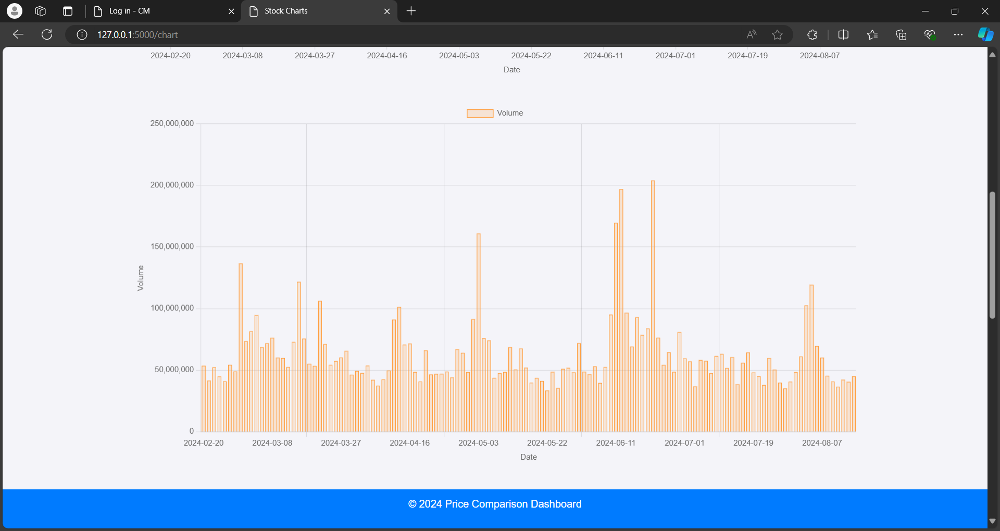 Log in - CM
Stock Charts
127.0.0.1:5000/chart
2024-02-20 2024-03-08 2024-03-27 2024-04-16 2024-05-03 2024-05-22 2024-06-11 2024-07-01 2024-07-19 2024-08-07
Date
Volume
250,000,000
200,000,000
150,000,000
100,000,000
50,000,000
0
Volume
2024-02-20 2024-03-08 2024-03-27 2024-04-16 2024-05-03 2024-05-22 2024-06-11 2024-07-01 2024-07-19 2024-08-07
Date
© 2024 Price Comparison Dashboard